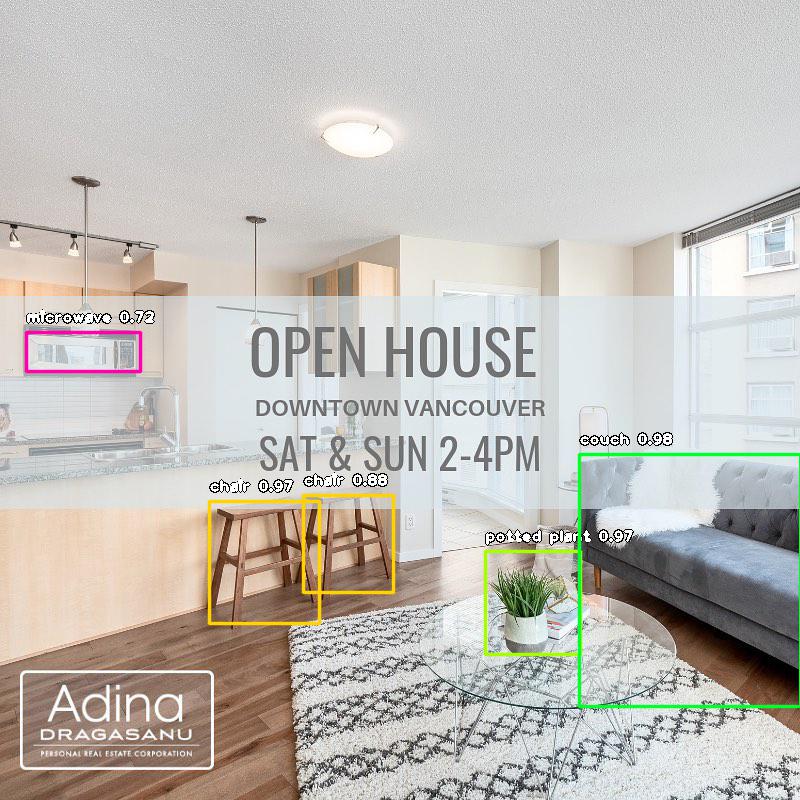 microwave 0.72
OPEN HOUSE
DOWNTOWN VANCOUVER
SAT & SUN 2-4PM
couch 0.98
chair 0.97
chair 0.88
potted plant 0.97
Adina
DRAGASANU
PERSONAL REAL ESTATE CORPORATION